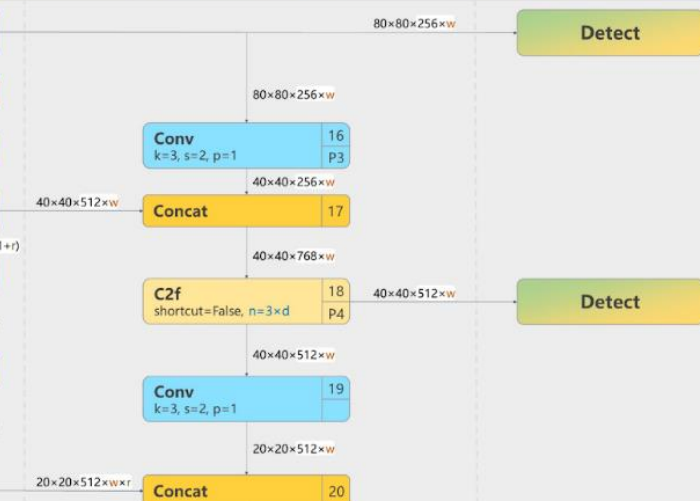 80×80×256×w
Detect
80×80×256×w
Conv
k=3, s=2, p=1
16
P3
40×40×256×w
40×40×512×w
Concat
17
+r)
40×40×768×w
C2f
shortcut=False, n=3×d
18
P4
40×40×512×w
Detect
40×40×512×w
Conv
k=3, s=2, p=1
19
20×20×512×w
20×20×512×w×r
Concat
20